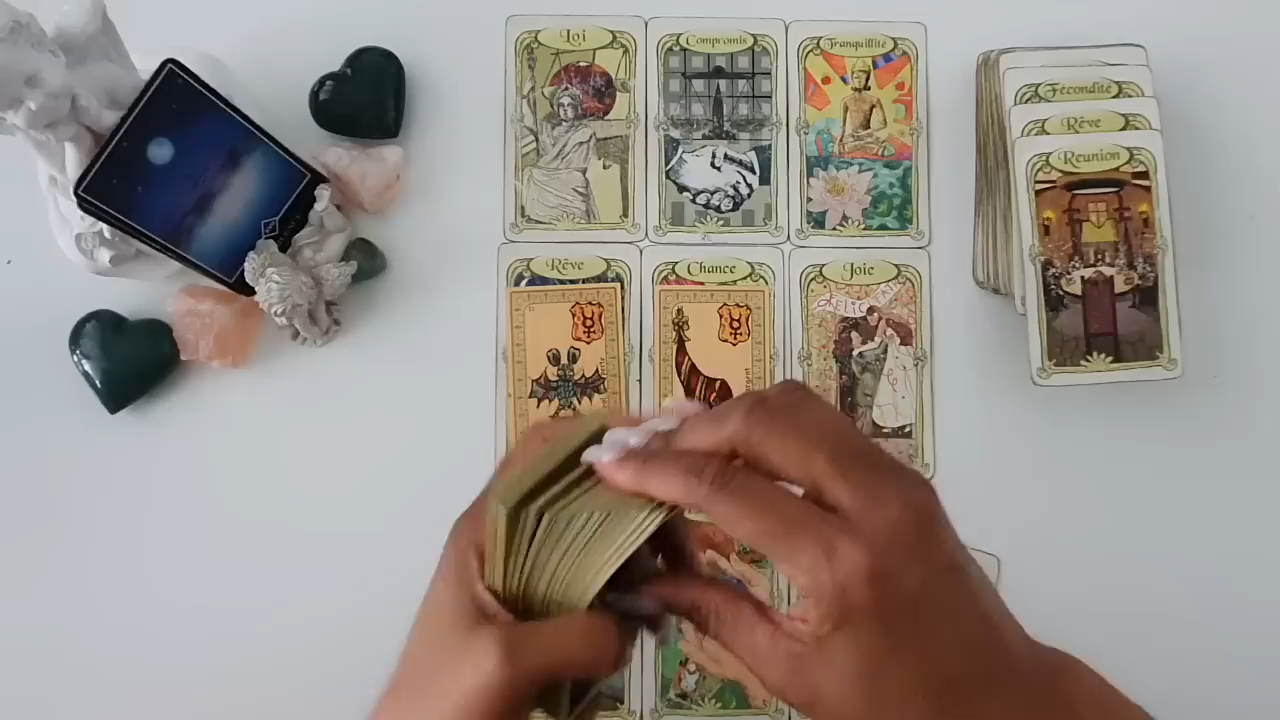 Loi
Compromis
Tranquillité
Fécondité
Rêve
Reunion
Rêve
Chance
Joie